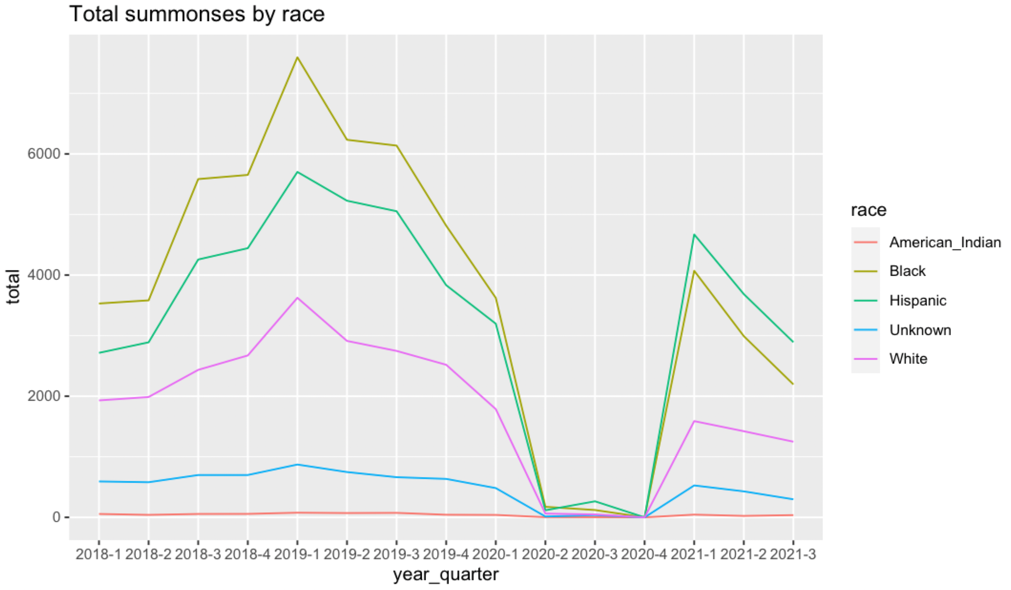 Total summonses by race
total
6000
4000
2000
0
2018-1 2018-2 2018-3 2018-4 2019-1 2019-2 2019-3 2019-4 2020-1 2020-2 2020-3 2020-4 2021-1 2021-2 2021-3
year_quarter
race
American_Indian
Black
Hispanic
Unknown
White